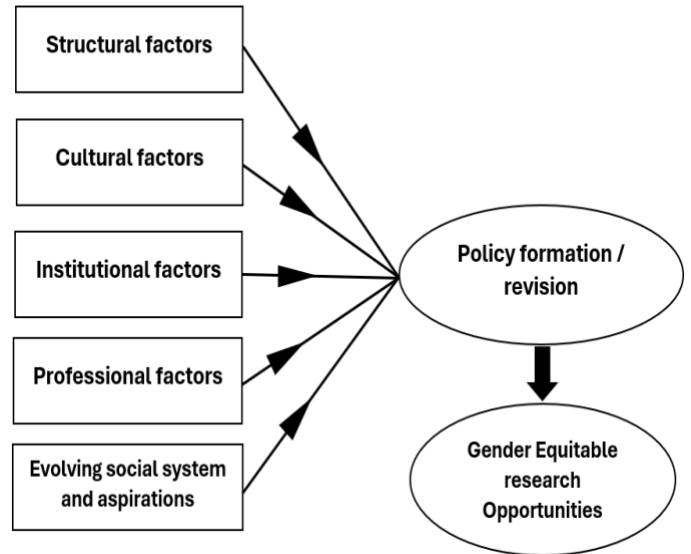 Structural factors
Cultural factors
Institutional factors
Professional factors
Evolving social system
and aspirations
Policy formation /
revision
Gender Equitable
research
Opportunities